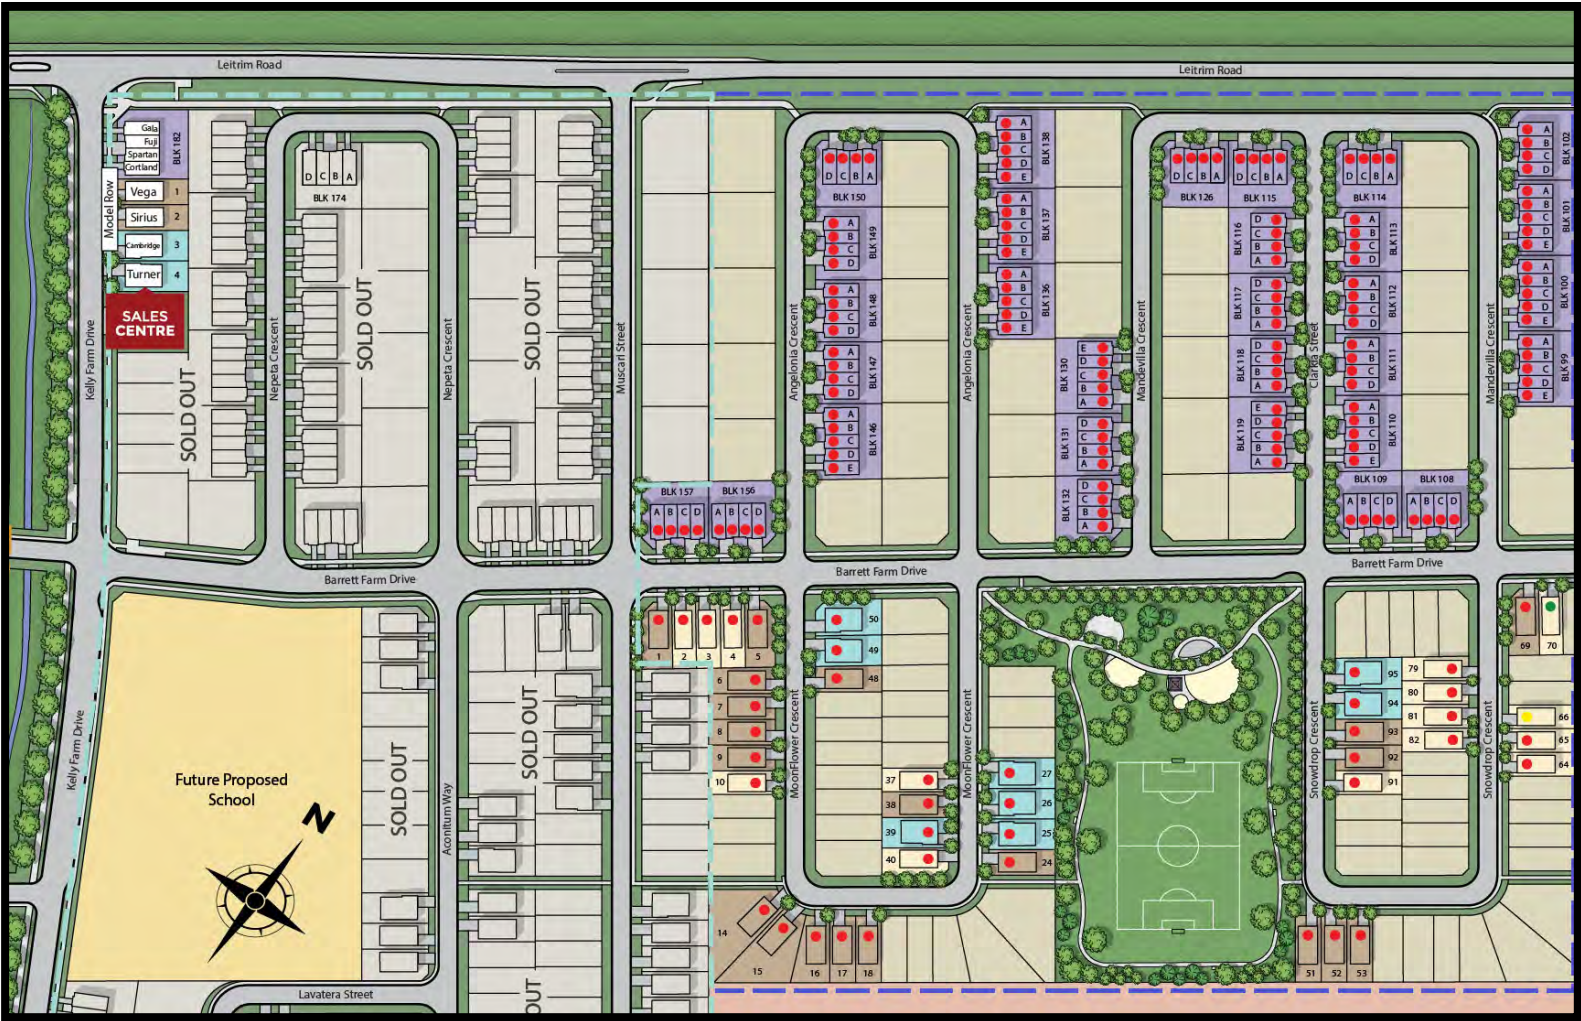 Leitrim Road
Leitrim Road
Gala
Fuji
Spartan
Cortland
BLK 182
Model Row
Vega 1
Sirius 2
Cambridge 3
Turner 4
SALES
CENTRE
Kelly Farm Drive
SOLD OUT
Nepeta Crescent
D C B A
BLK 174
SOLD OUT
Nepeta Crescent
SOLD OUT
Muscari Street
BLK 157
A B C D
BLK 156
A B C D
Angelonia Crescent
D C B A
BLK 150
A
B
C
D
BLK 149
A
B
C
D
BLK 148
A
B
C
D
BLK 147
A
B
C
D
E
BLK 146
Angelonia Crescent
A
B
C
D
E
BLK 138
A
B
C
D
E
BLK 137
A
B
C
D
E
BLK 136
BLK 130
E
D
C
B
A
BLK 131
D
C
B
A
BLK 132
D
C
B
A
Mandevilla Crescent
D C B A
BLK 126
D C B A
BLK 115
BLK 116
D
C
B
A
BLK 117
D
C
B
A
BLK 118
D
C
B
A
BLK 119
E
D
C
B
A
Clarkia Street
D C B A
BLK 114
A
B
C
D
BLK 113
A
B
C
D
BLK 112
A
B
C
D
BLK 111
A
B
C
D
E
BLK 110
BLK 109
A B C D
BLK 108
A B C D
Mandevilla Crescent
A
B
C
D
BLK 102
A
B
C
D
E
BLK 101
A
B
C
D
E
BLK 100
A
B
C
D
E
BLK 99
Barrett Farm Drive
Barrett Farm Drive
Barrett Farm Drive
Kelly Farm Drive
Future Proposed
School
N
SOLD OUT
Aconitum Way
SOLD OUT
OUT
Lavatera Street
1 2 3 4 5
6
7
8
9
10
14
15
16 17 18
MoonFlower Crescent
50
49
48
37
38
39
40
MoonFlower Crescent
27
26
25
24
Snowdrop Crescent
95
94
93
92
91
79
80
81
82
51 52 53
Snowdrop Crescent
69 70
66
65
64